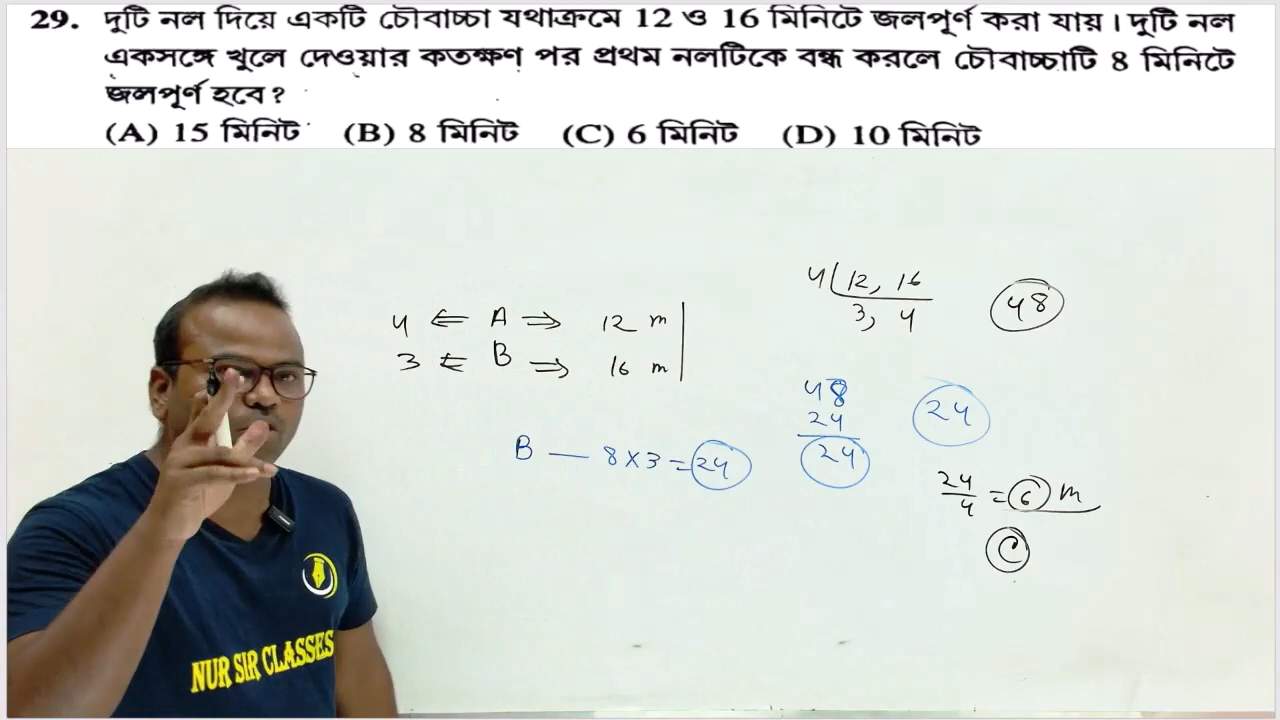 29. দুটি নল দিয়ে একটি চৌবাচ্চা যথাক্রমে 12 ও 16 মিনিটে জলপূর্ণ করা যায়। দুটি নল
একসঙ্গে খুলে দেওয়ার কতক্ষণ পর প্রথম নলটিকে বন্ধ করলে চৌবাচ্চাটি 8 মিনিটে
জলপূর্ণ হবে?
(A) 15 মিনিট (B) 8 মিনিট (C) 6 মিনিট (D) 10 মিনিট
4 | 12, 16
3, 4
48
4 ⇐ A ⇒ 12 m
3 ⇐ B ⇒ 16 m
48
24
24
24
B — 8×3 = 24
24/4 = 6 m
C
NUR SIR CLASSES